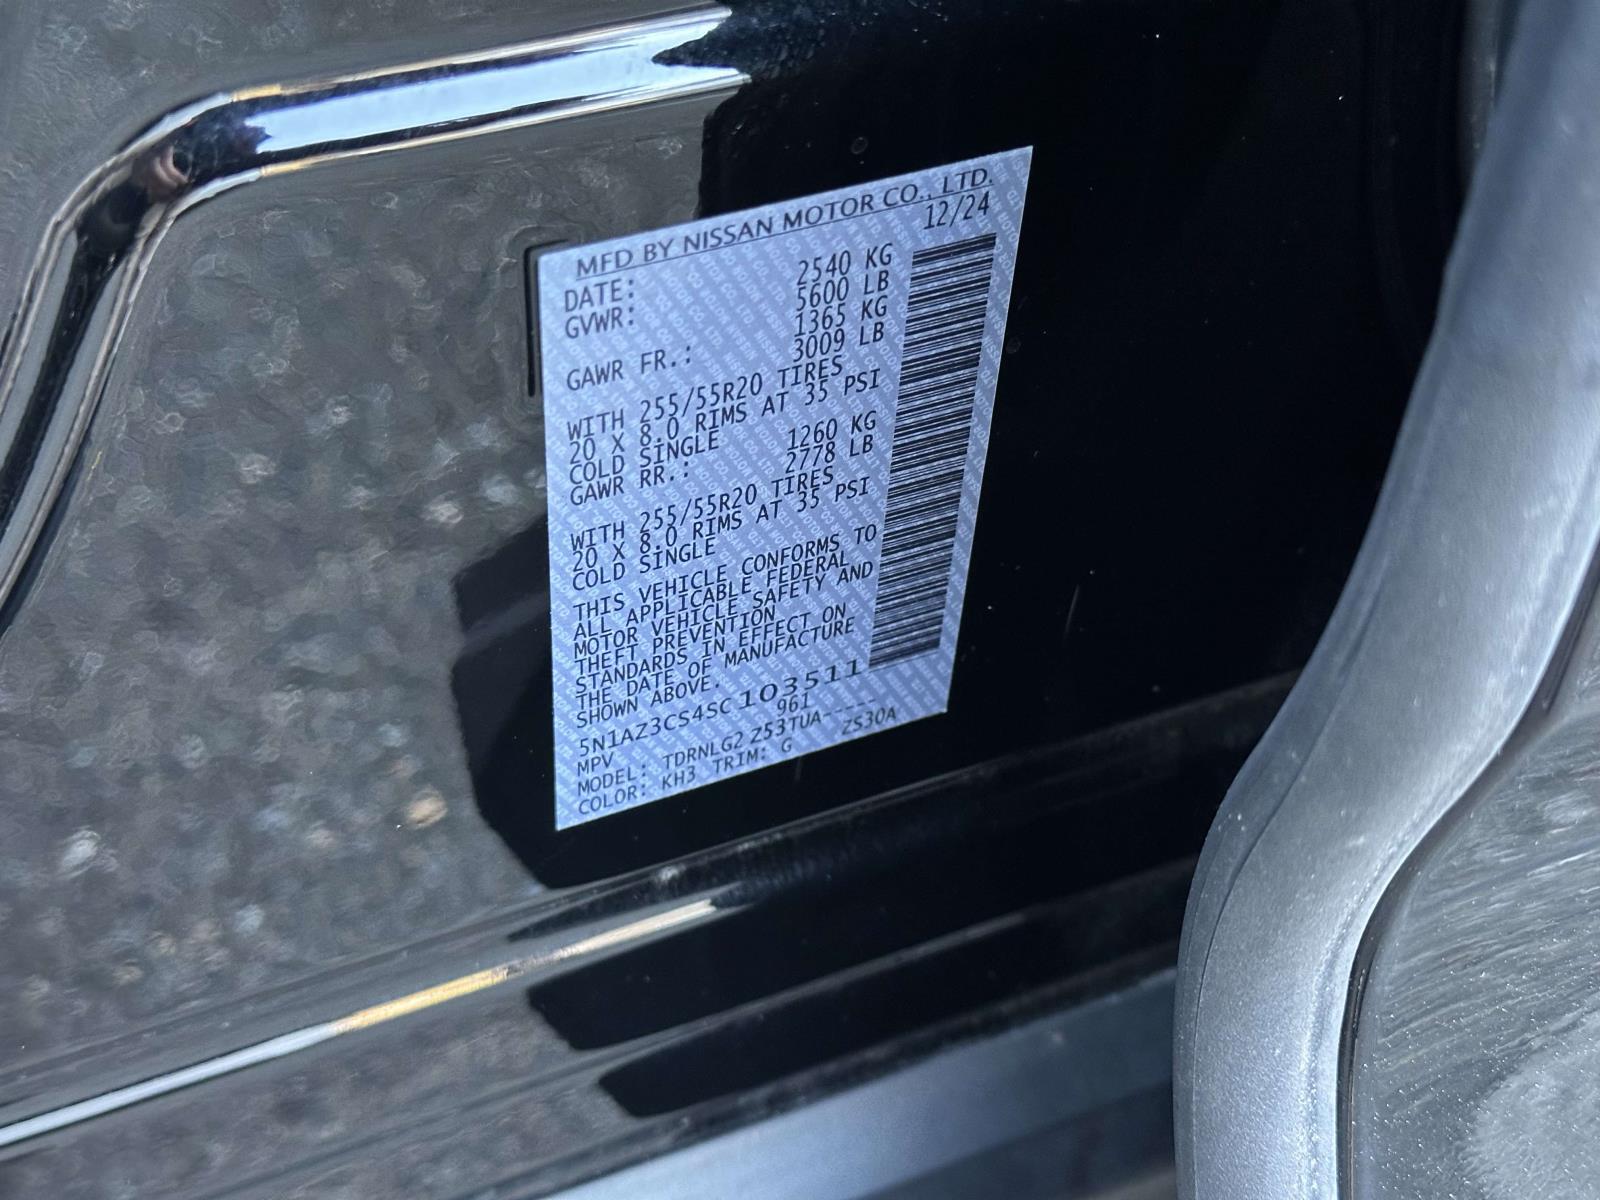 MFD BY NISSAN MOTOR CO., LTD.
DATE: 12/24
GVWR: 2540 KG
5600 LB
GAWR FR.: 1365 KG
3009 LB
WITH 255/55R20 TIRES
20 X 8.0 RIMS AT 35 PSI
COLD SINGLE
GAWR RR.: 1260 KG
2778 LB
WITH 255/55R20 TIRES
20 X 8.0 RIMS AT 35 PSI
COLD SINGLE
THIS VEHICLE CONFORMS TO
ALL APPLICABLE FEDERAL
MOTOR VEHICLE SAFETY AND
THEFT PREVENTION
STANDARDS IN EFFECT ON
THE DATE OF MANUFACTURE
SHOWN ABOVE.
5N1AZ3CS4SC103511
MPV 961
MODEL: TDRNLG2 Z53TUA-----
COLOR: KH3 TRIM: G ZS30A